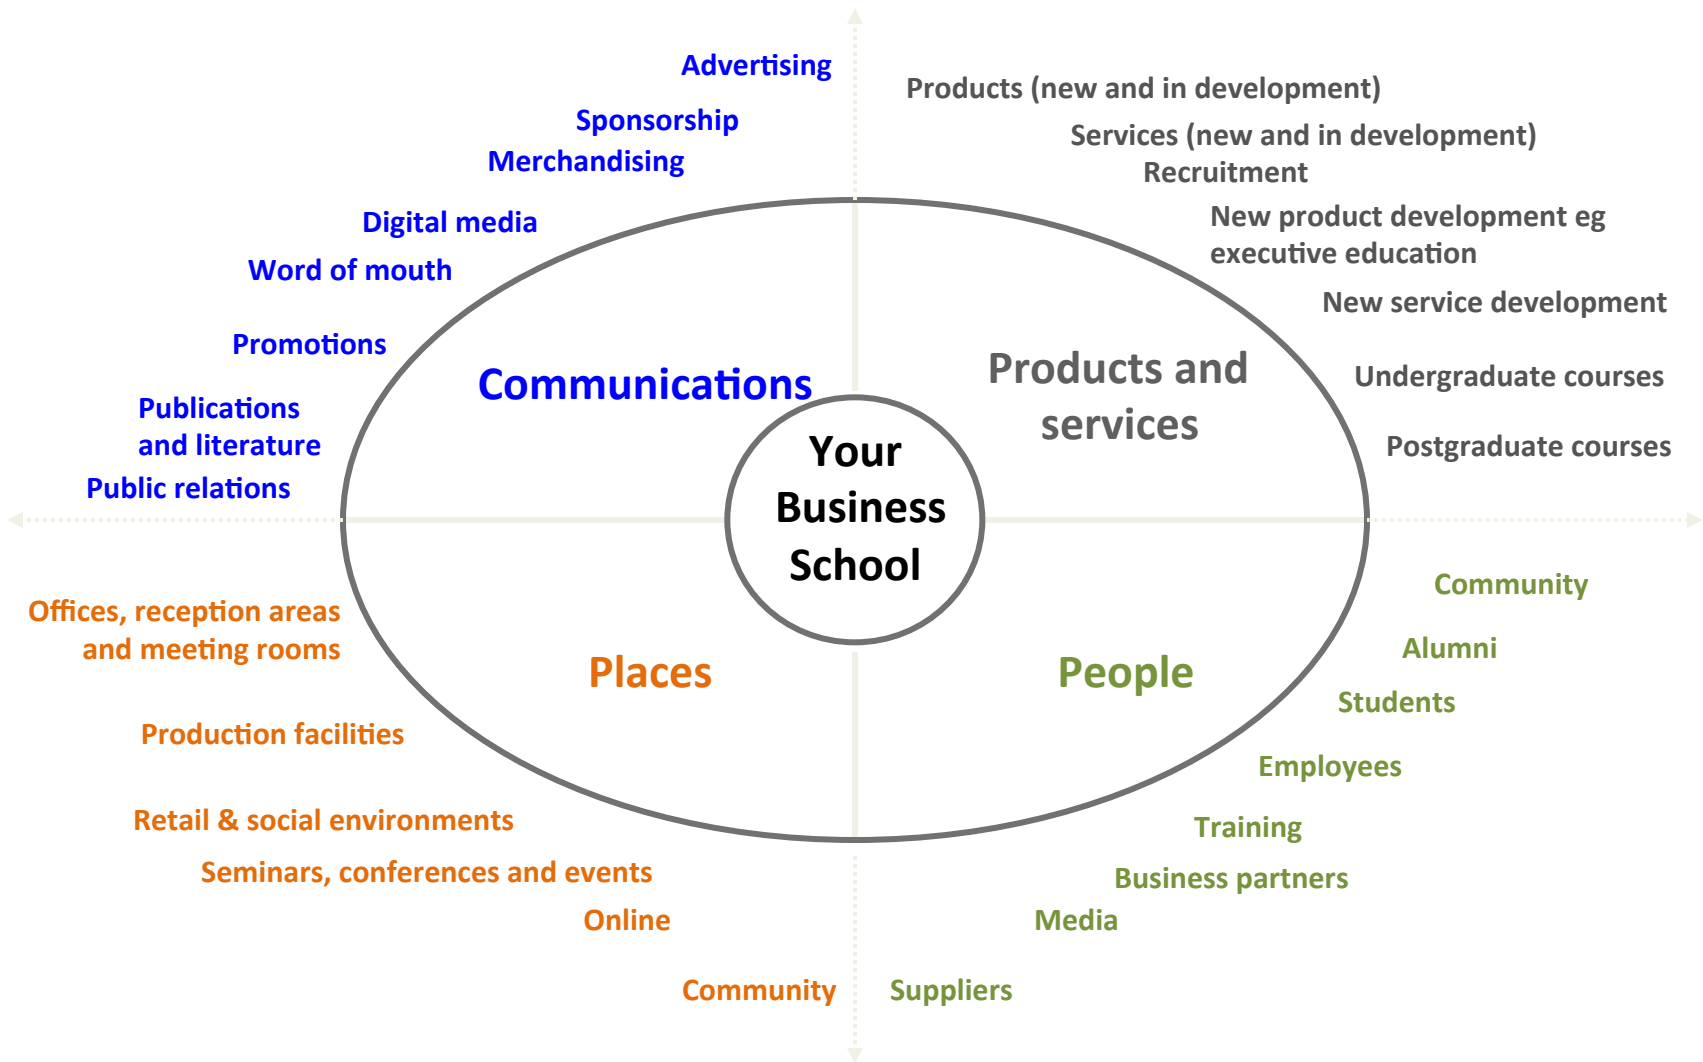 Advertising
Sponsorship
Merchandising
Digital media
Word of mouth
Promotions
Publications
and literature
Public relations
Communications
Products (new and in development)
Services (new and in development)
Recruitment
New product development eg
executive education
New service development
Undergraduate courses
Postgraduate courses
Products and
services
Your
Business
School
Offices, reception areas
and meeting rooms
Production facilities
Retail & social environments
Seminars, conferences and events
Online
Community
Places
People
Community
Alumni
Students
Employees
Training
Business partners
Media
Suppliers